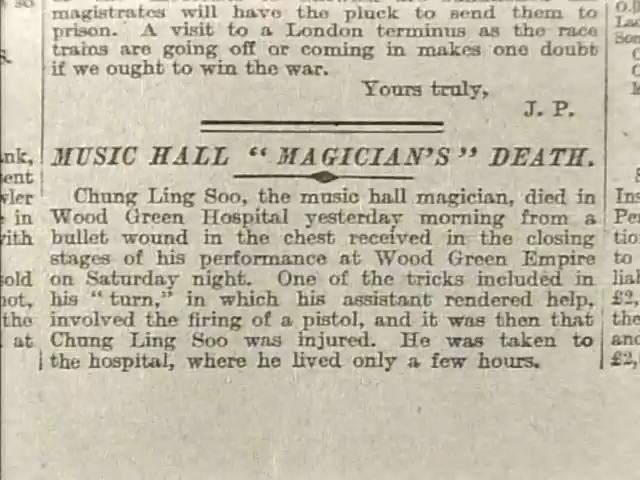 magistrates will have the pluck to send them to
prison. A visit to a London terminus as the race
trains are going off or coming in makes one doubt
if we ought to win the war.
Yours truly,
J. P.
MUSIC HALL "MAGICIAN'S" DEATH.
Chung Ling Soo, the music hall magician, died in
Wood Green Hospital yesterday morning from a
bullet wound in the chest received in the closing
stages of his performance at Wood Green Empire
on Saturday night. One of the tricks included in
his "turn," in which his assistant rendered help,
involved the firing of a pistol, and it was then that
Chung Ling Soo was injured. He was taken to
the hospital, where he lived only a few hours.